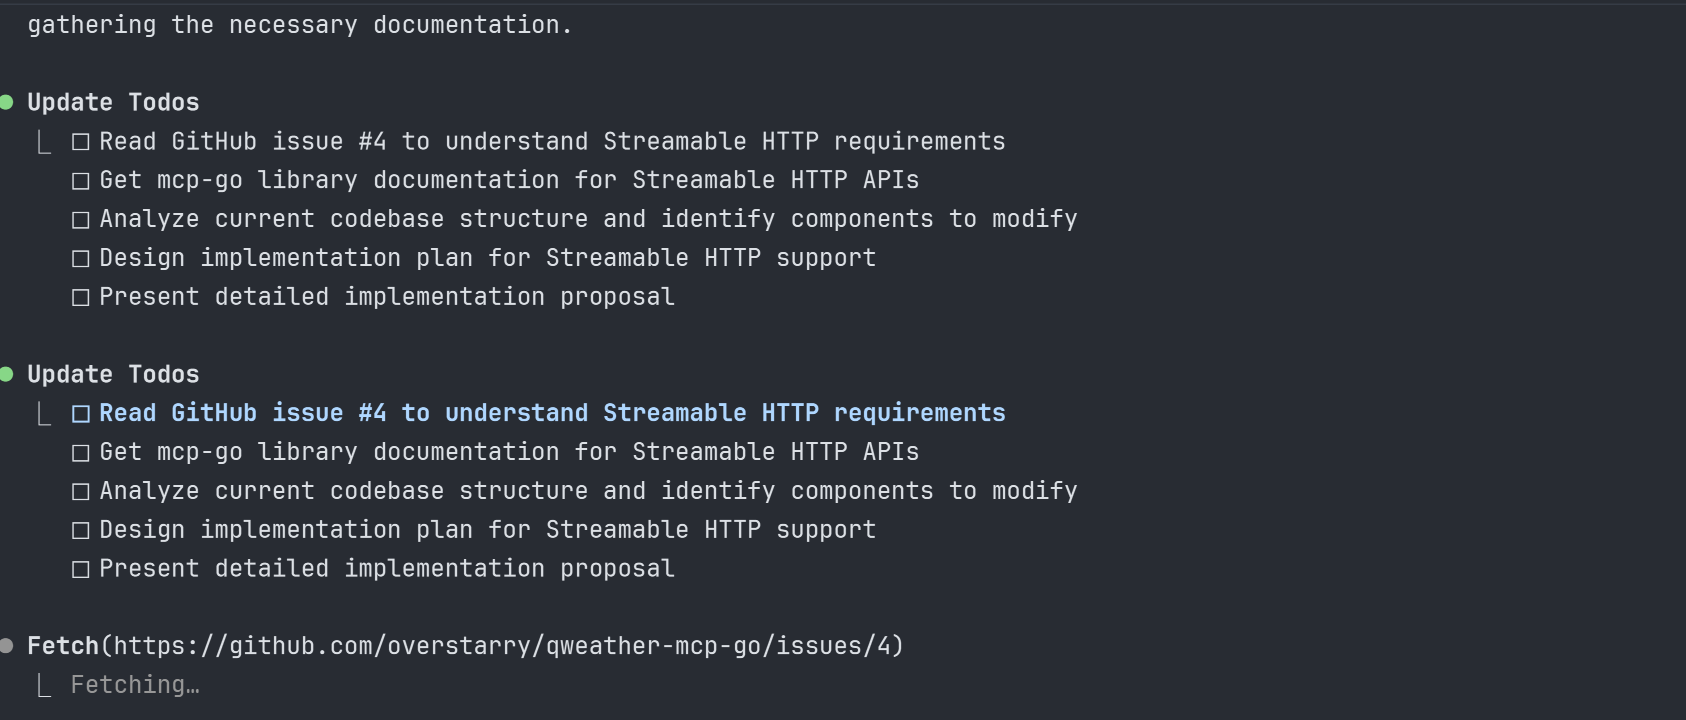 gathering the necessary documentation.
Update Todos
Read GitHub issue #4 to understand Streamable HTTP requirements
Get mcp-go library documentation for Streamable HTTP APIs
Analyze current codebase structure and identify components to modify
Design implementation plan for Streamable HTTP support
Present detailed implementation proposal
Update Todos
Read GitHub issue #4 to understand Streamable HTTP requirements
Get mcp-go library documentation for Streamable HTTP APIs
Analyze current codebase structure and identify components to modify
Design implementation plan for Streamable HTTP support
Present detailed implementation proposal
Fetch(https://github.com/overstarry/qweather-mcp-go/issues/4)
Fetching…